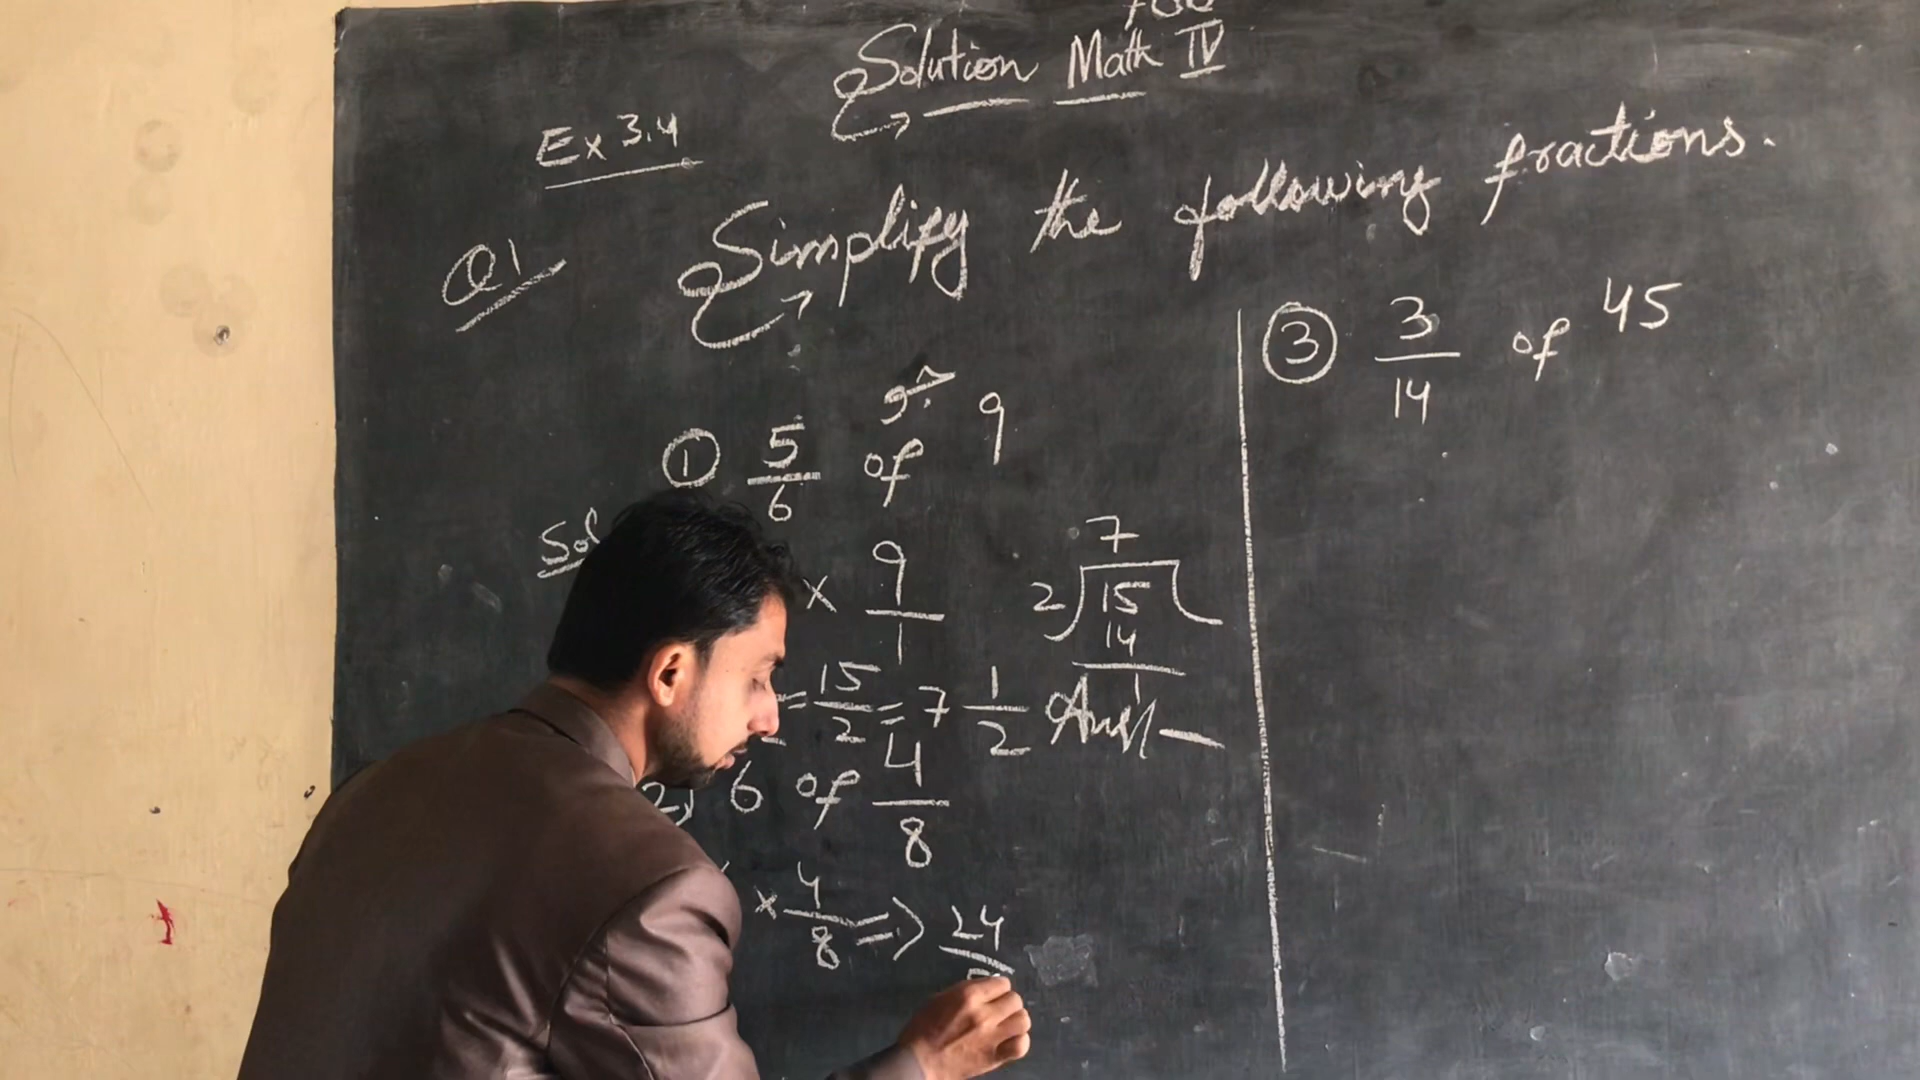 Solution Math IV
Ex 3.4
Q1 Simplify the following fractions.
① 5/6 of 9
Sol
× 9/1
7
2)15
14
1
= 15/2 = 7 1/2 Ans
2) 6 of 4/8
× 4/8 => 24
③ 3/14 of 45